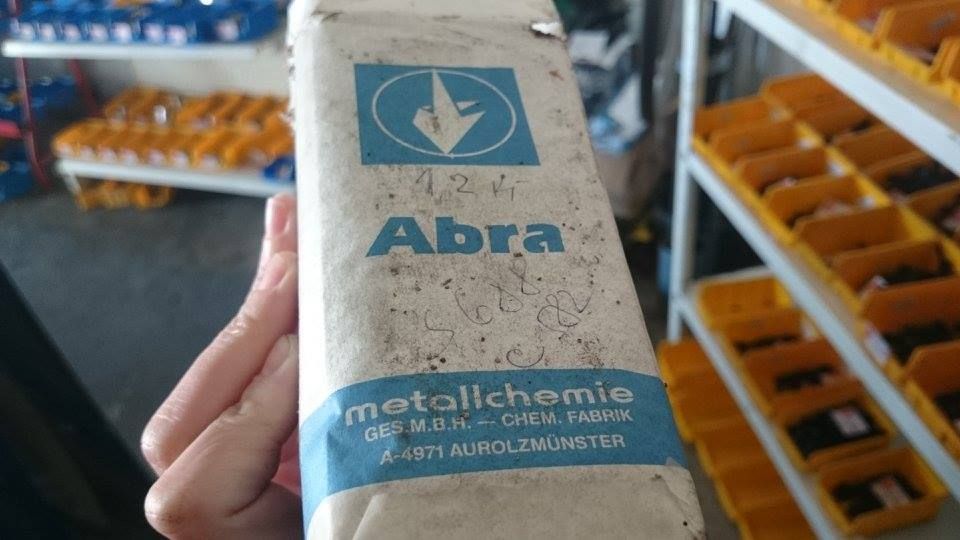 Abra
metallchemie
GES.M.B.H. — CHEM. FABRIK
A-4971 AUROLZMÜNSTER